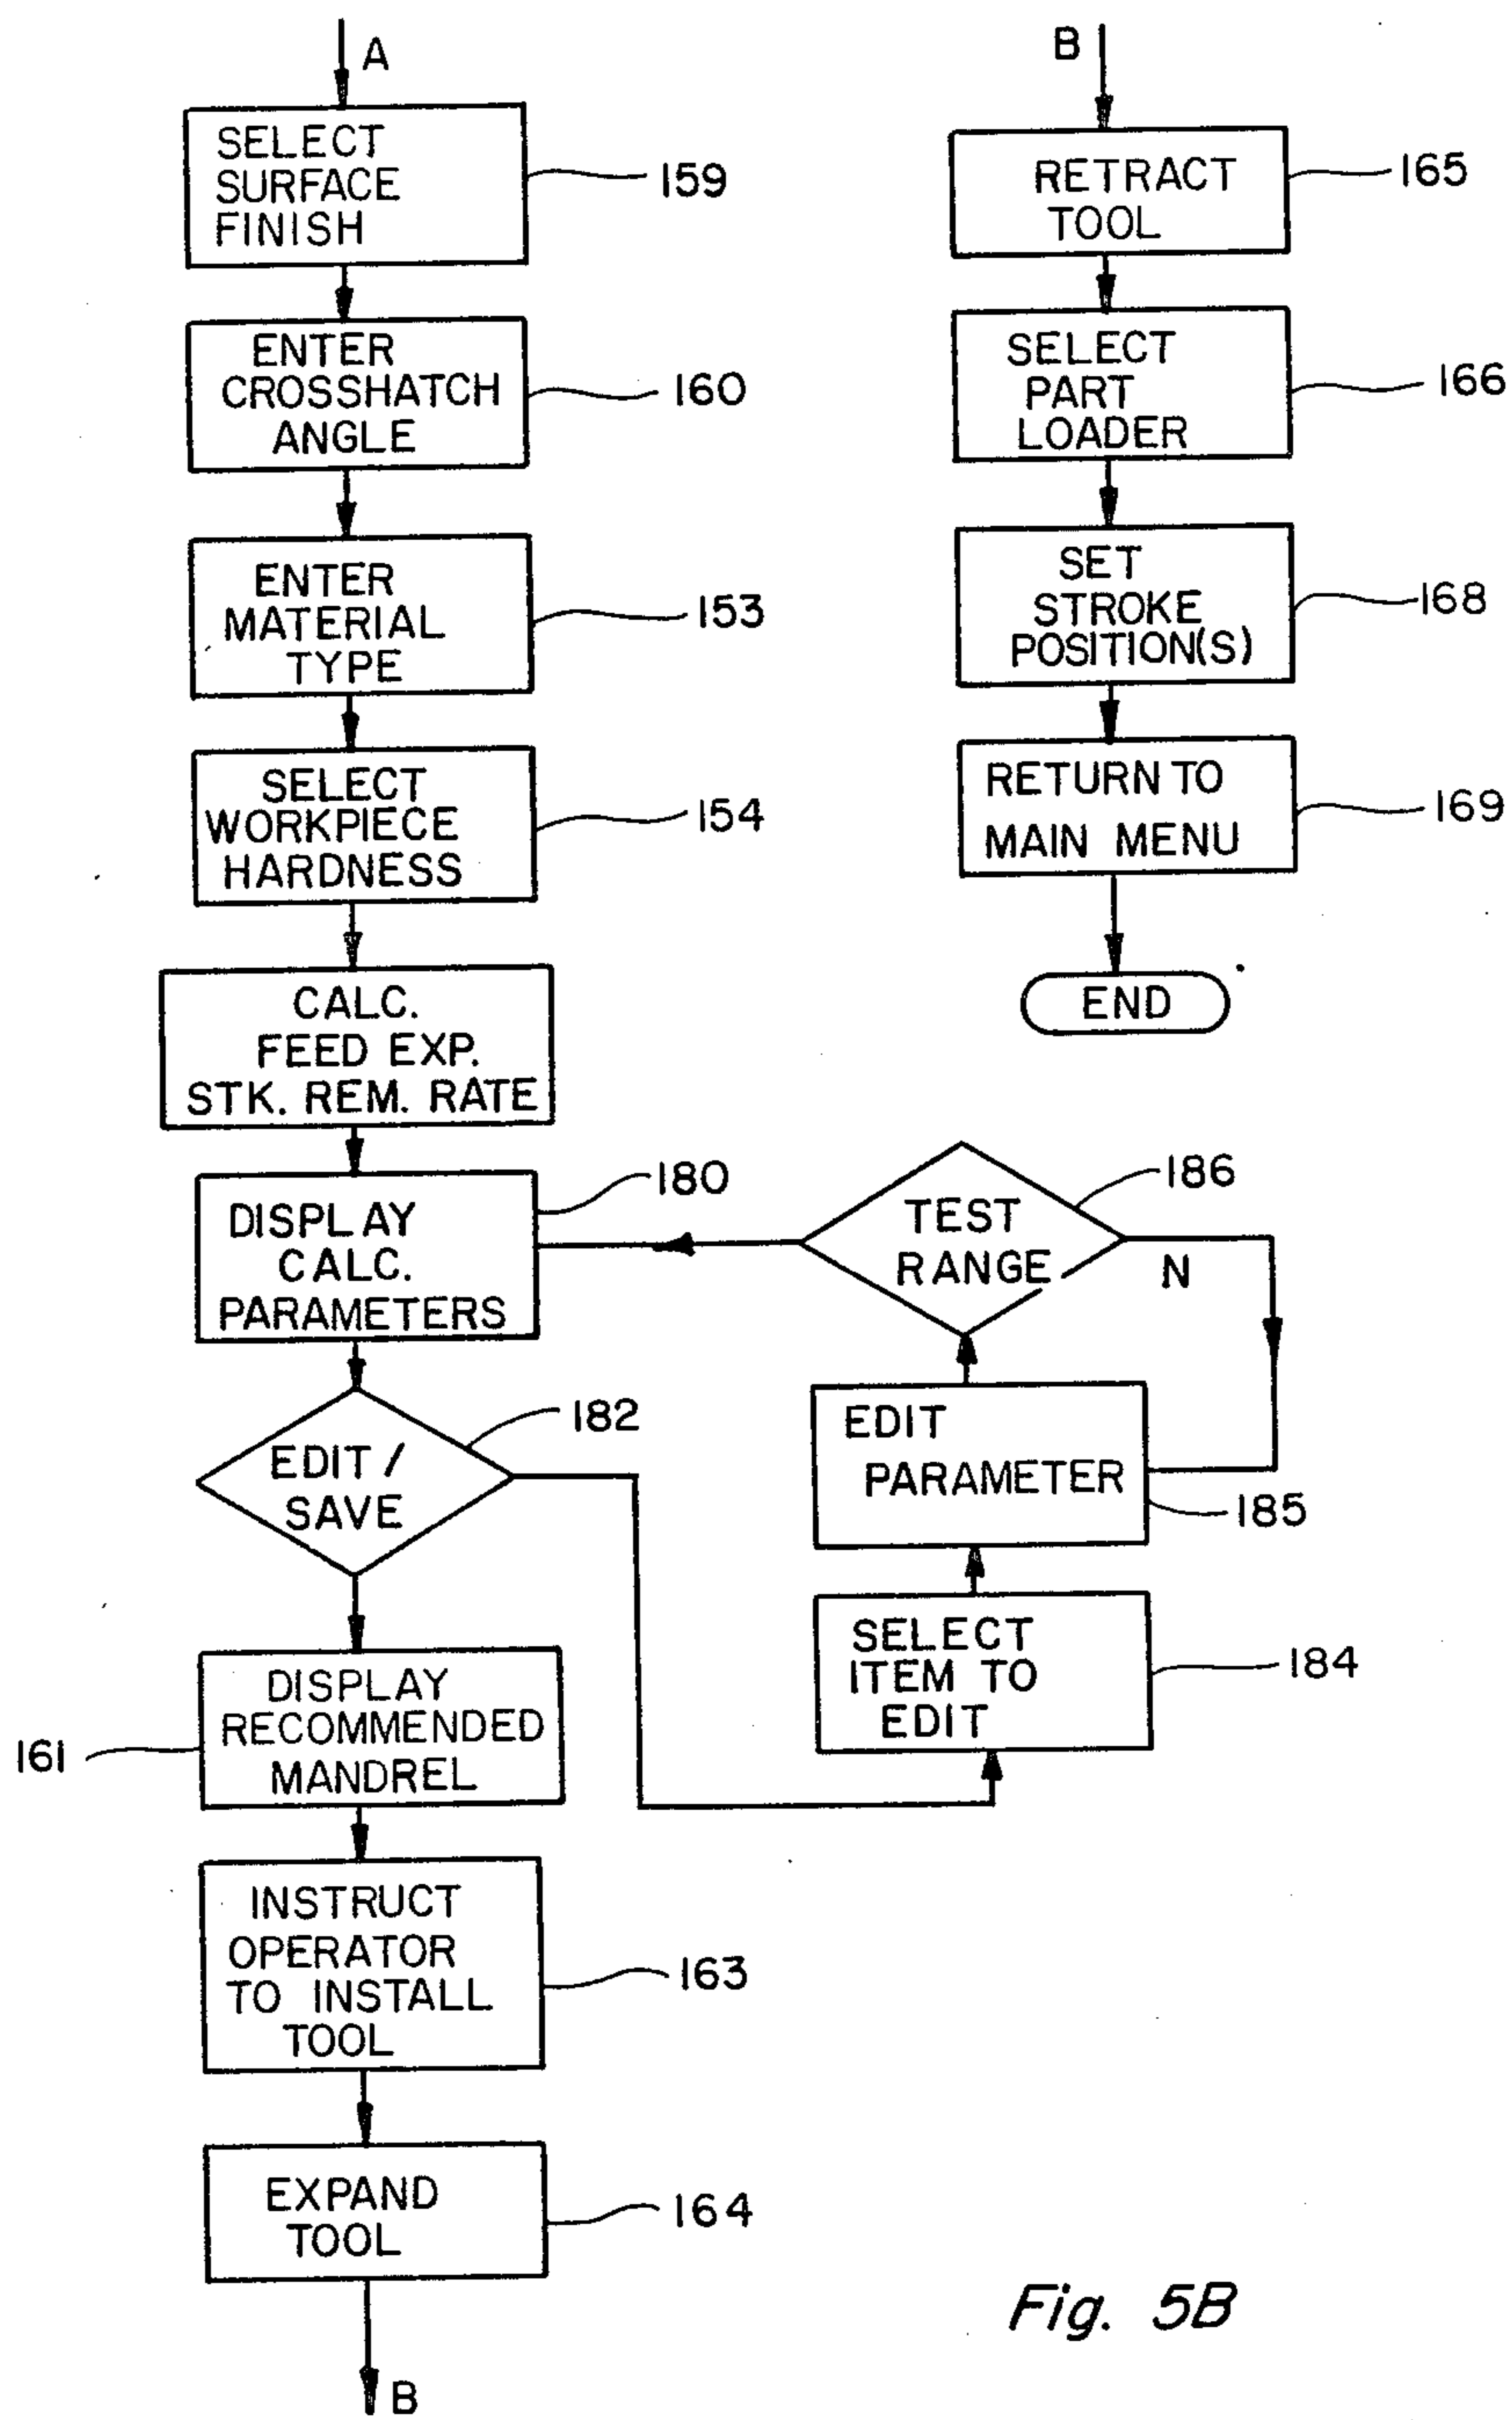 A
SELECT
SURFACE
FINISH
159
ENTER
CROSSHATCH
ANGLE
160
ENTER
MATERIAL
TYPE
153
SELECT
WORKPIECE
HARDNESS
154
CALC.
FEED EXP.
STK. REM. RATE
DISPLAY
CALC.
PARAMETERS
180
EDIT /
SAVE
182
DISPLAY
RECOMMENDED
MANDREL
161
INSTRUCT
OPERATOR
TO INSTALL
TOOL
163
EXPAND
TOOL
164
B
B
RETRACT
TOOL
165
SELECT
PART
LOADER
166
SET
STROKE
POSITION(S)
168
RETURN TO
MAIN MENU
169
END
TEST
RANGE
186
N
EDIT
PARAMETER
185
SELECT
ITEM TO
EDIT
184
Fig. 5B